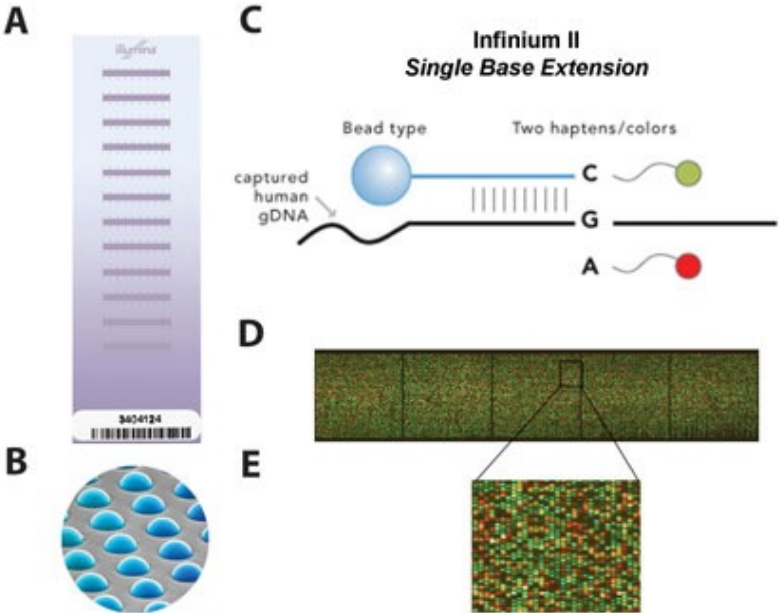 A
illumina
3404124
B
C
Infinium II
Single Base Extension
Bead type
Two haptens/colors
captured
human
gDNA
C
G
A
D
E